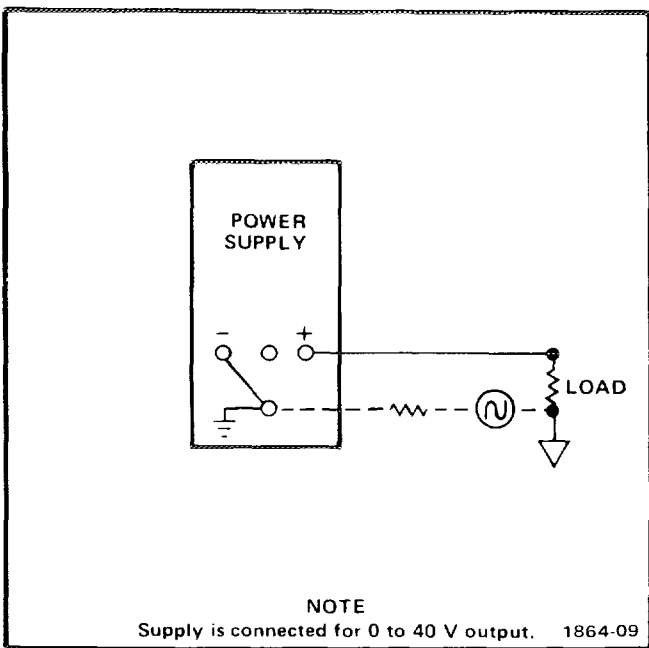 POWER
SUPPLY
- +
LOAD
NOTE
Supply is connected for 0 to 40 V output. 1864-09